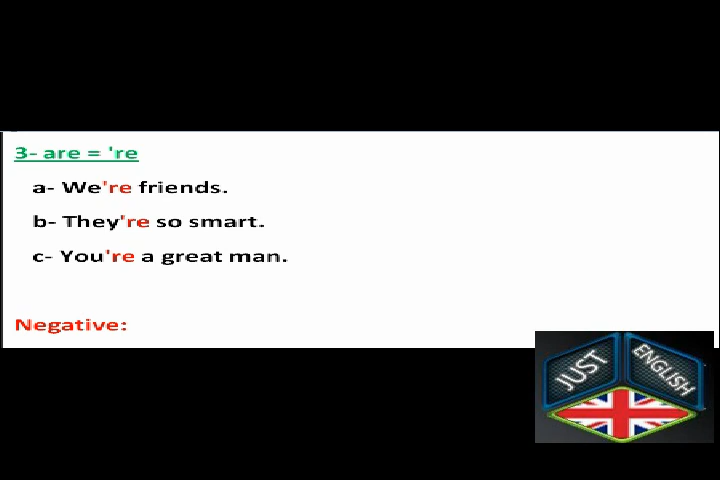 3- are = 're
a- We're friends.
b- They're so smart.
c- You're a great man.
Negative:
JUST ENGLISH